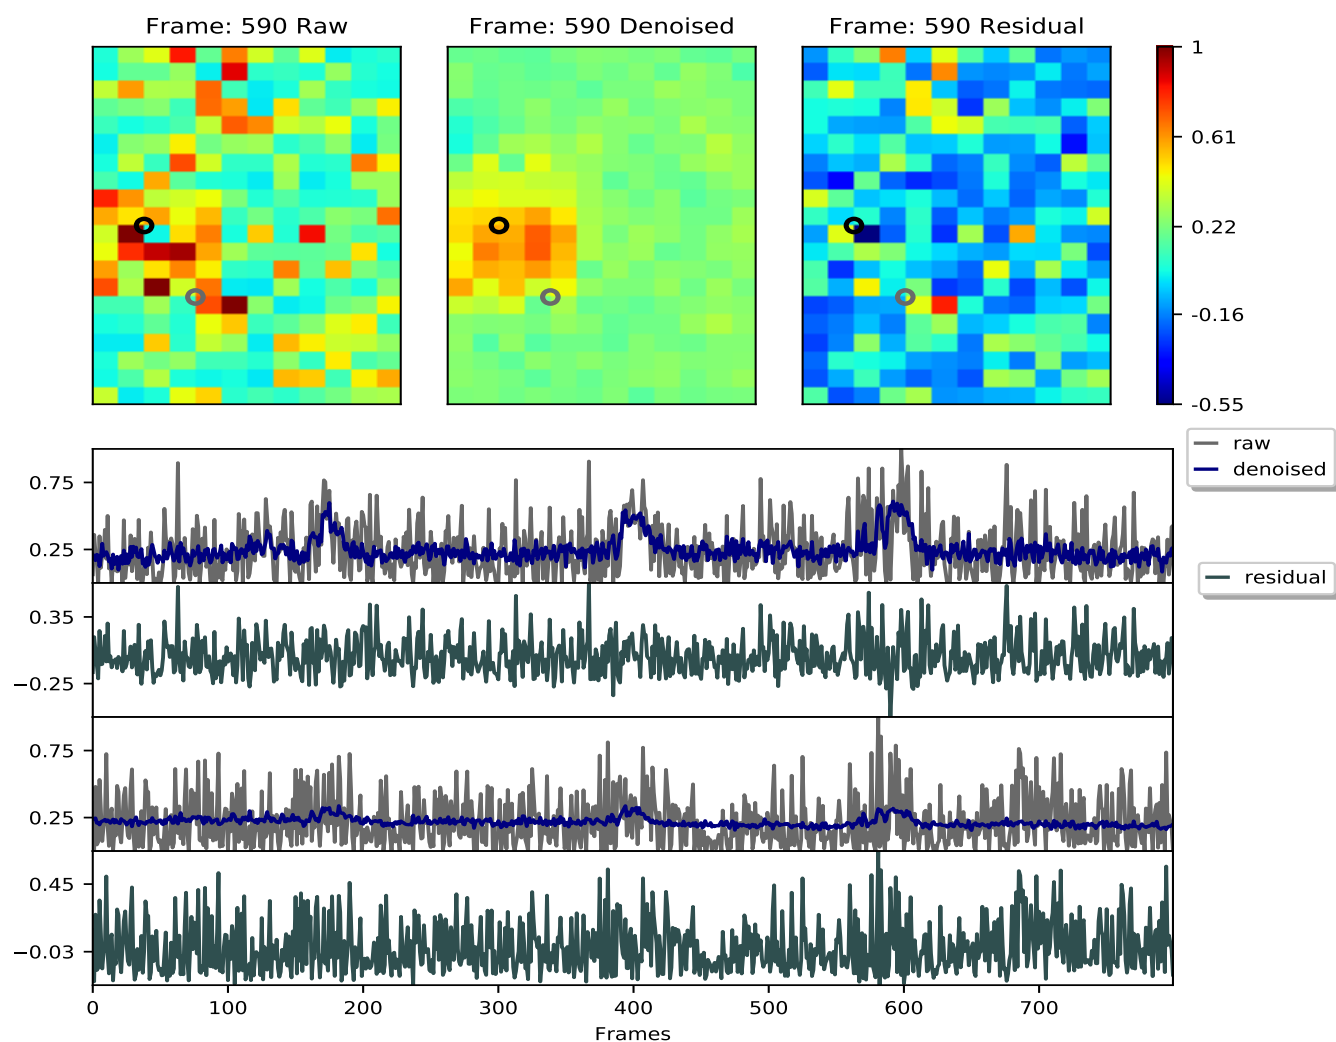 Frame: 590 Raw
Frame: 590 Denoised
Frame: 590 Residual
1
0.61
0.22
-0.16
-0.55
raw
denoised
0.75
0.25
residual
0.35
−0.25
0.75
0.25
0.45
−0.03
0 100 200 300 400 500 600 700
Frames